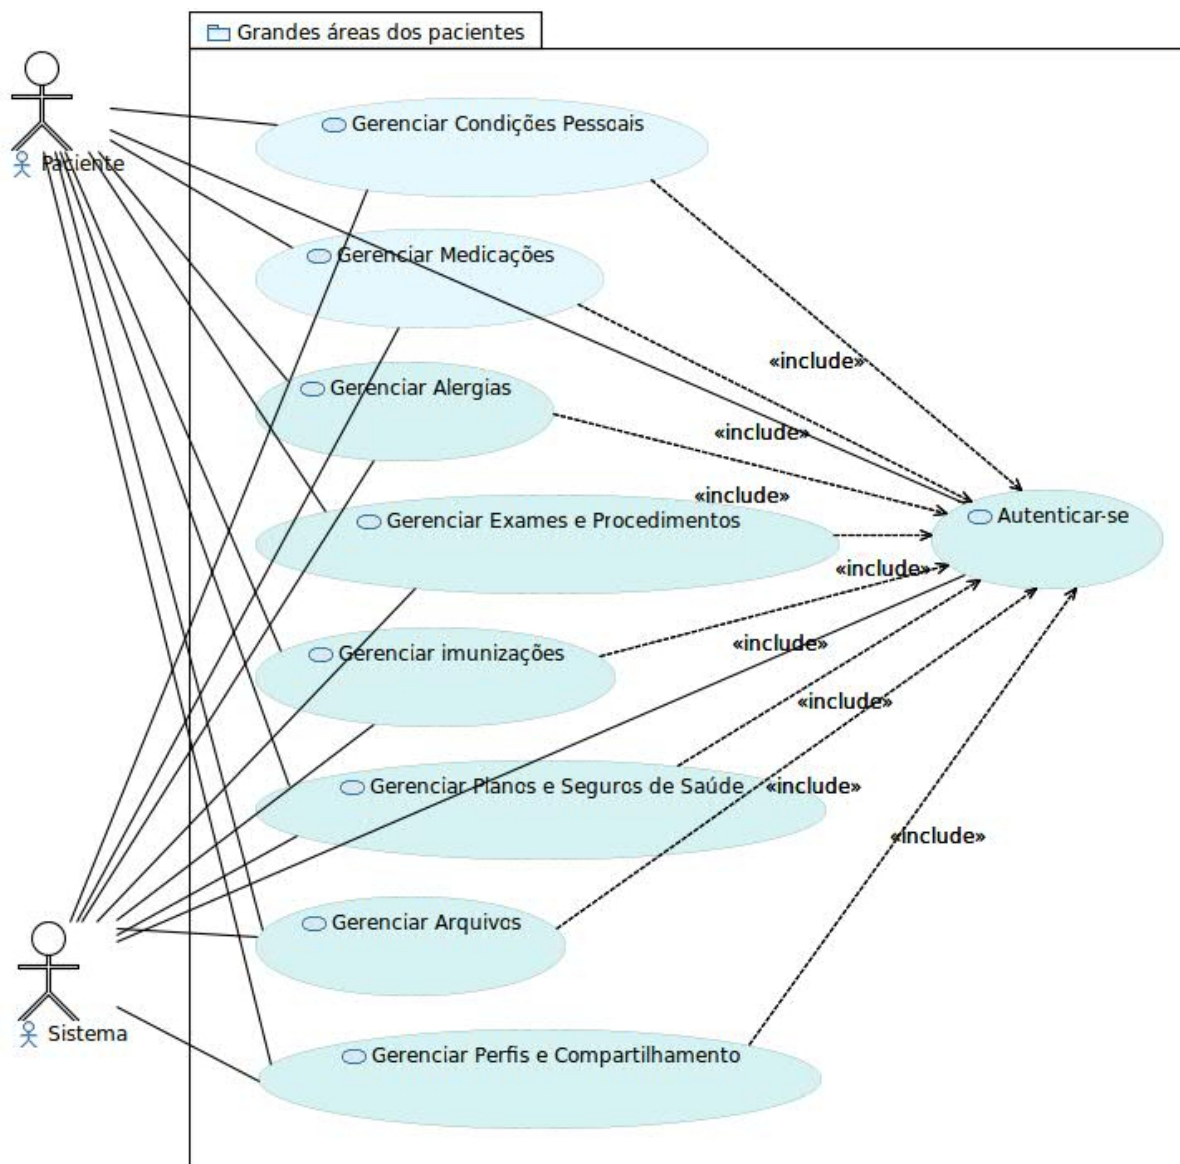 Grandes áreas dos pacientes
Paciente
Gerenciar Condições Pessoais
Gerenciar Medicações
«include»
Gerenciar Alergias
«include»
«include»
Gerenciar Exames e Procedimentos
Autenticar-se
«include»
Gerenciar imunizações
«include»
«include»
Gerenciar Planos e Seguros de Saúde
«include»
«include»
Gerenciar Arquivos
Sistema
Gerenciar Perfis e Compartilhamento